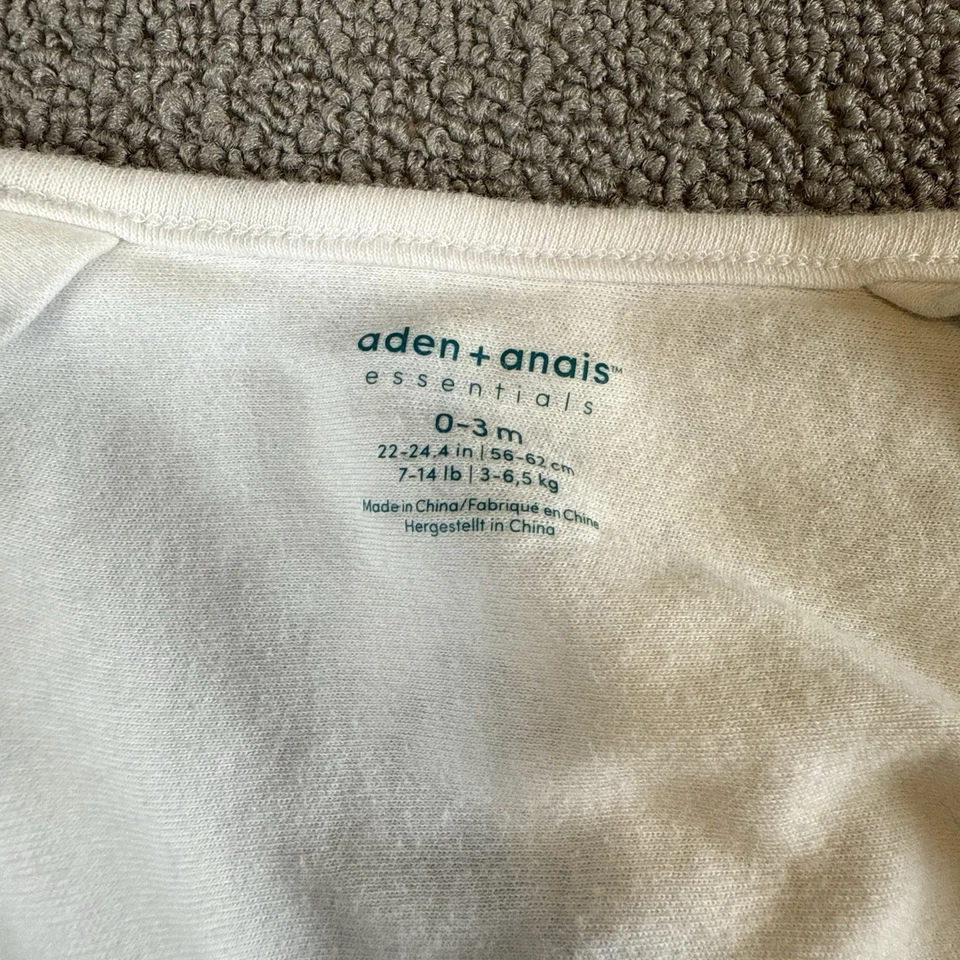 aden + anais™
essentials
0-3 m
22-24,4 in | 56-62 cm
7-14 lb | 3-6,5 kg
Made in China/Fabriqué en Chine
Hergestellt in China